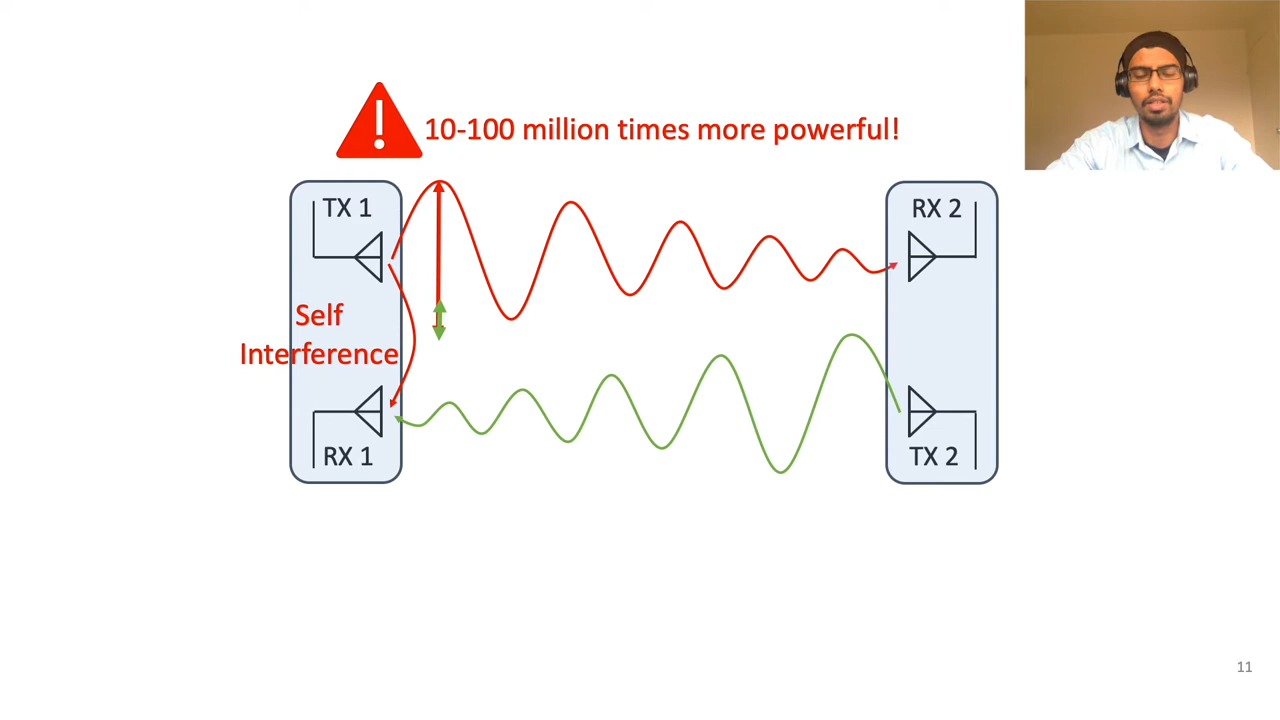 10-100 million times more powerful!
TX 1
RX 2
Self
Interference
RX 1
TX 2
11